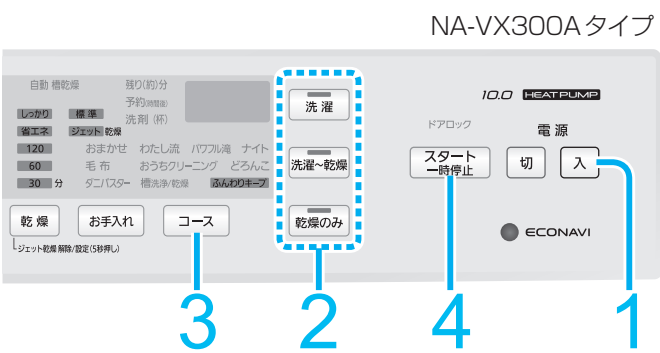 NA-VX300Aタイプ
自動 槽乾燥 残り(約)分
予約(時間後)
洗剤(杯)
しっかり 標準
省エネ ジェット 乾燥
120 おまかせ わたし流 パワフル滝 ナイト
60 毛布 おうちクリーニング どろんこ
30 分 ダニバスター 槽洗浄/乾燥 ふんわりキープ
洗濯
洗濯~乾燥
乾燥のみ
10.0 HEAT PUMP
ドアロック 電源
スタート
一時停止
切 入
乾燥 お手入れ コース
ジェット乾燥 解除/設定(5秒押し)
ECONAVI
3 2 4 1